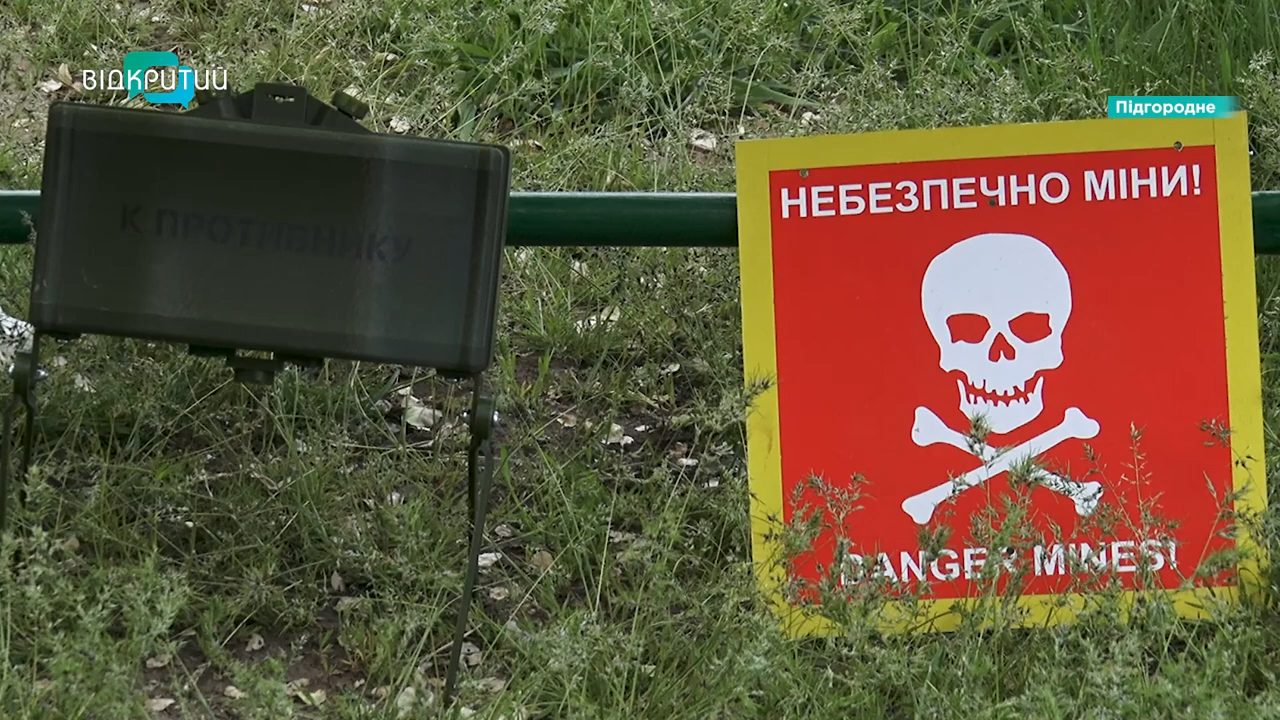 ВІДКРИТИЙ
Підгородне
НЕБЕЗПЕЧНО МІНИ!
К ПРОТИВНИКУ
DANGER MINES!